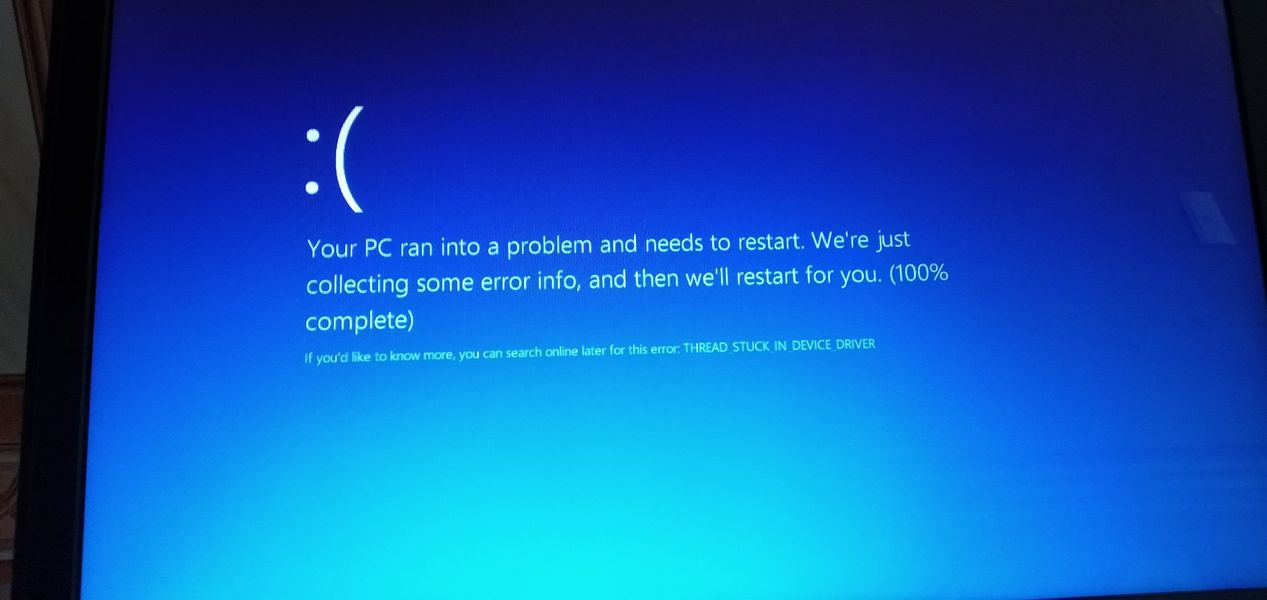 :(
Your PC ran into a problem and needs to restart. We're just
collecting some error info, and then we'll restart for you. (100%
complete)
If you'd like to know more, you can search online later for this error: THREAD_STUCK_IN_DEVICE_DRIVER